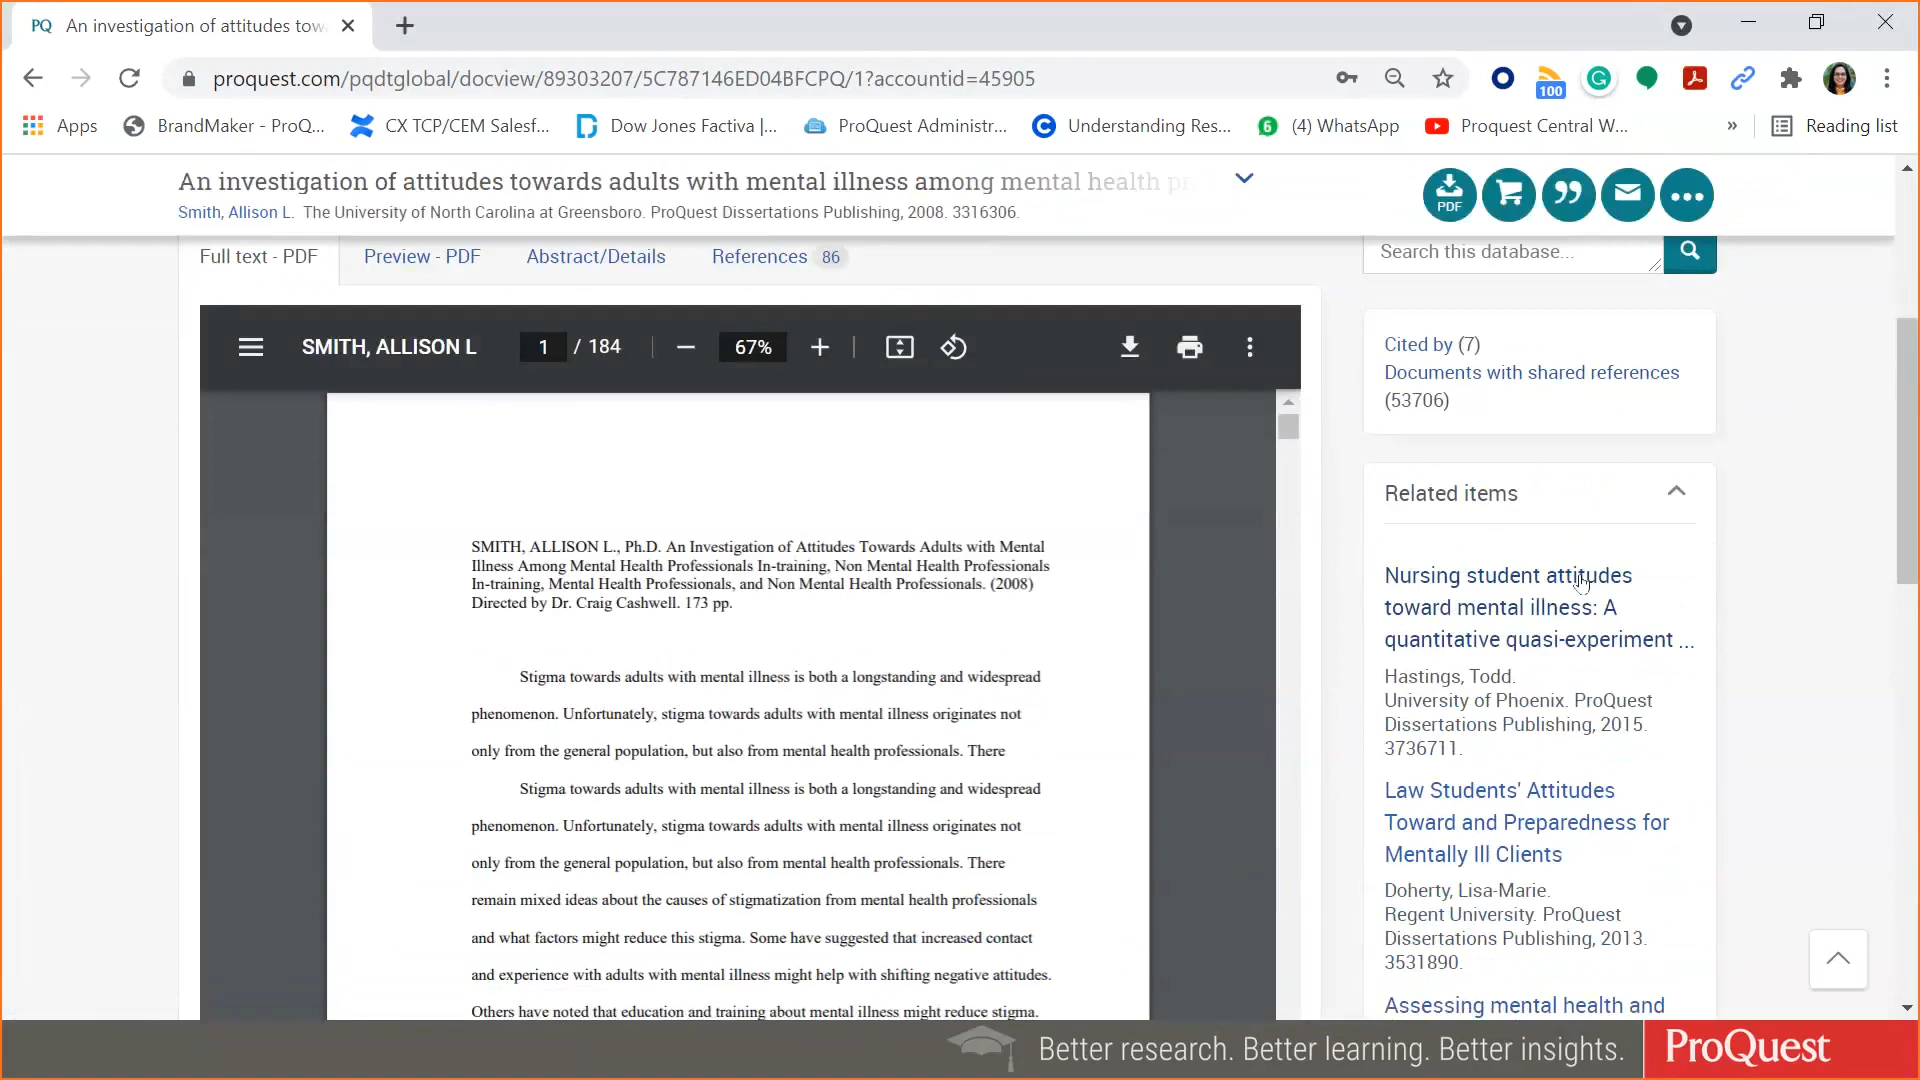 PQ An investigation of attitudes tow
proquest.com/pqdtglobal/docview/89303207/5C787146ED04BFCPQ/1?accountid=45905
100
Apps BrandMaker - ProQ... CX TCP/CEM Salesf... Dow Jones Factiva |... ProQuest Administr... Understanding Res... 6 (4) WhatsApp Proquest Central W... » Reading list
An investigation of attitudes towards adults with mental illness among mental health pr
PDF
Smith, Allison L. The University of North Carolina at Greensboro. ProQuest Dissertations Publishing, 2008. 3316306.
Full text - PDF Preview - PDF Abstract/Details References 86
Search this database...
SMITH, ALLISON L 1 / 184 67%
Cited by (7)
Documents with shared references
(53706)
Related items
SMITH, ALLISON L., Ph.D. An Investigation of Attitudes Towards Adults with Mental
Illness Among Mental Health Professionals In-training, Non Mental Health Professionals
In-training, Mental Health Professionals, and Non Mental Health Professionals. (2008)
Directed by Dr. Craig Cashwell. 173 pp.
Stigma towards adults with mental illness is both a longstanding and widespread
phenomenon. Unfortunately, stigma towards adults with mental illness originates not
only from the general population, but also from mental health professionals. There
Stigma towards adults with mental illness is both a longstanding and widespread
phenomenon. Unfortunately, stigma towards adults with mental illness originates not
only from the general population, but also from mental health professionals. There
remain mixed ideas about the causes of stigmatization from mental health professionals
and what factors might reduce this stigma. Some have suggested that increased contact
and experience with adults with mental illness might help with shifting negative attitudes.
Others have noted that education and training about mental illness might reduce stigma.
Nursing student attitudes
toward mental illness: A
quantitative quasi-experiment ...
Hastings, Todd.
University of Phoenix. ProQuest
Dissertations Publishing, 2015.
3736711.
Law Students' Attitudes
Toward and Preparedness for
Mentally Ill Clients
Doherty, Lisa-Marie.
Regent University. ProQuest
Dissertations Publishing, 2013.
3531890.
Assessing mental health and
Better research. Better learning. Better insights.
ProQuest